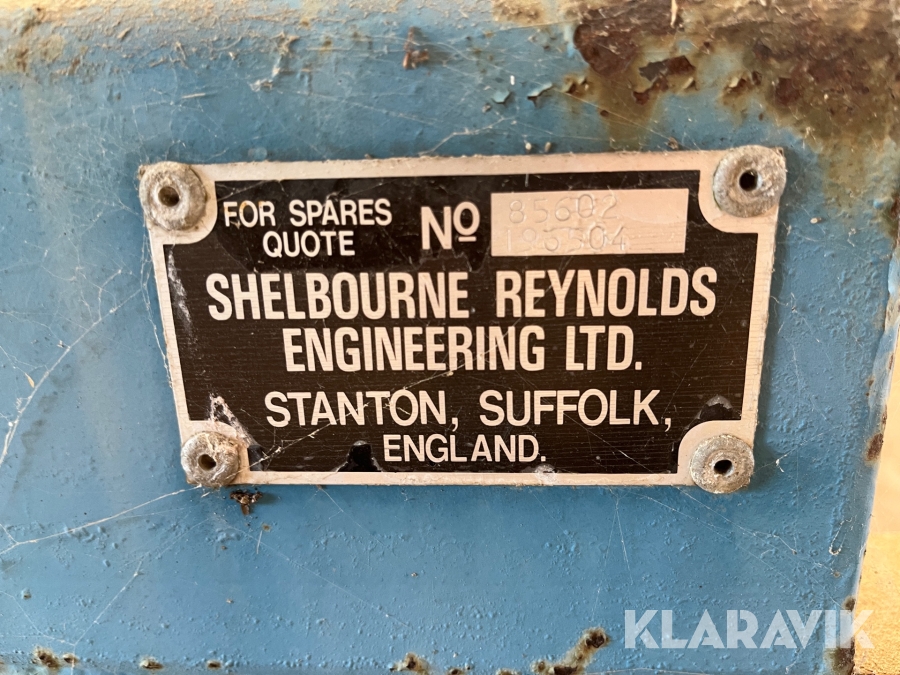 FOR SPARES
QUOTE
Nº
85602
SHELBOURNE REYNOLDS
ENGINEERING LTD.
STANTON, SUFFOLK,
ENGLAND.
KLARAVIK